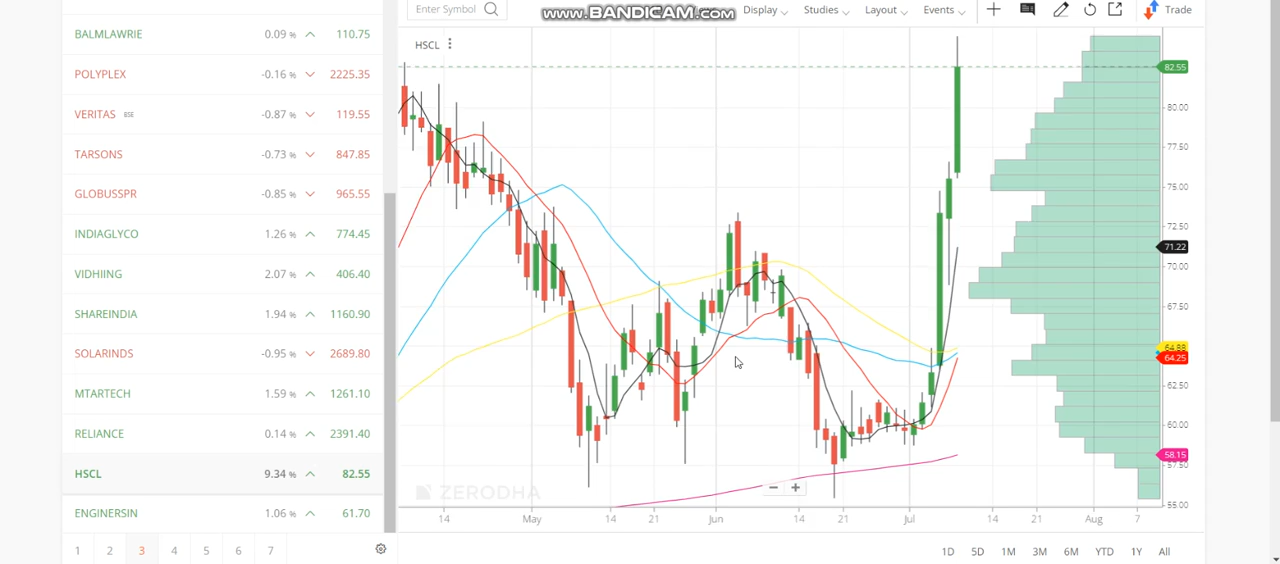 Enter Symbol
www.BANDICAM.com
Display
Studies
Layout
Events
Trade
BALMLAWRIE 0.09 % 110.75
POLYPLEX -0.16 % 2225.35
VERITAS BSE -0.87 % 119.55
TARSONS -0.73 % 847.85
GLOBUSSPR -0.85 % 965.55
INDIAGLYCO 1.26 % 774.45
VIDHIING 2.07 % 406.40
SHAREINDIA 1.94 % 1160.90
SOLARINDS -0.95 % 2689.80
MTARTECH 1.59 % 1261.10
RELIANCE 0.14 % 2391.40
HSCL 9.34 % 82.55
ENGINERSIN 1.06 % 61.70
1 2 3 4 5 6 7
HSCL
82.55
80.00
77.50
75.00
72.50
71.22
70.00
67.50
64.88
64.25
62.50
60.00
58.15
57.50
55.00
ZERODHA
14 May 14 21 Jun 14 21 Jul 14 21 Aug 7
1D 5D 1M 3M 6M YTD 1Y All